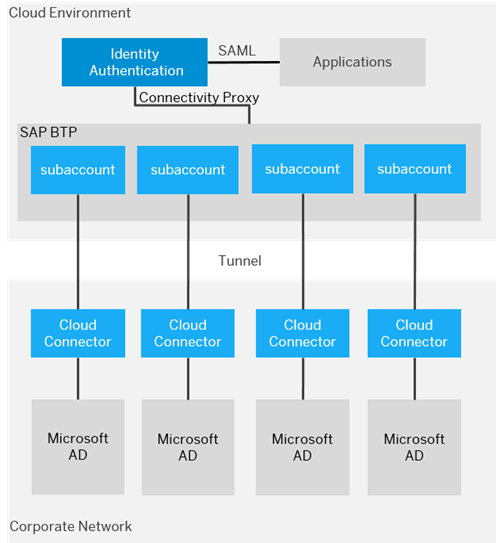 Cloud Environment
Identity
Authentication
SAML
Applications
Connectivity Proxy
SAP BTP
subaccount
subaccount
subaccount
subaccount
Tunnel
Cloud
Connector
Cloud
Connector
Cloud
Connector
Cloud
Connector
Microsoft
AD
Microsoft
AD
Microsoft
AD
Microsoft
AD
Corporate Network